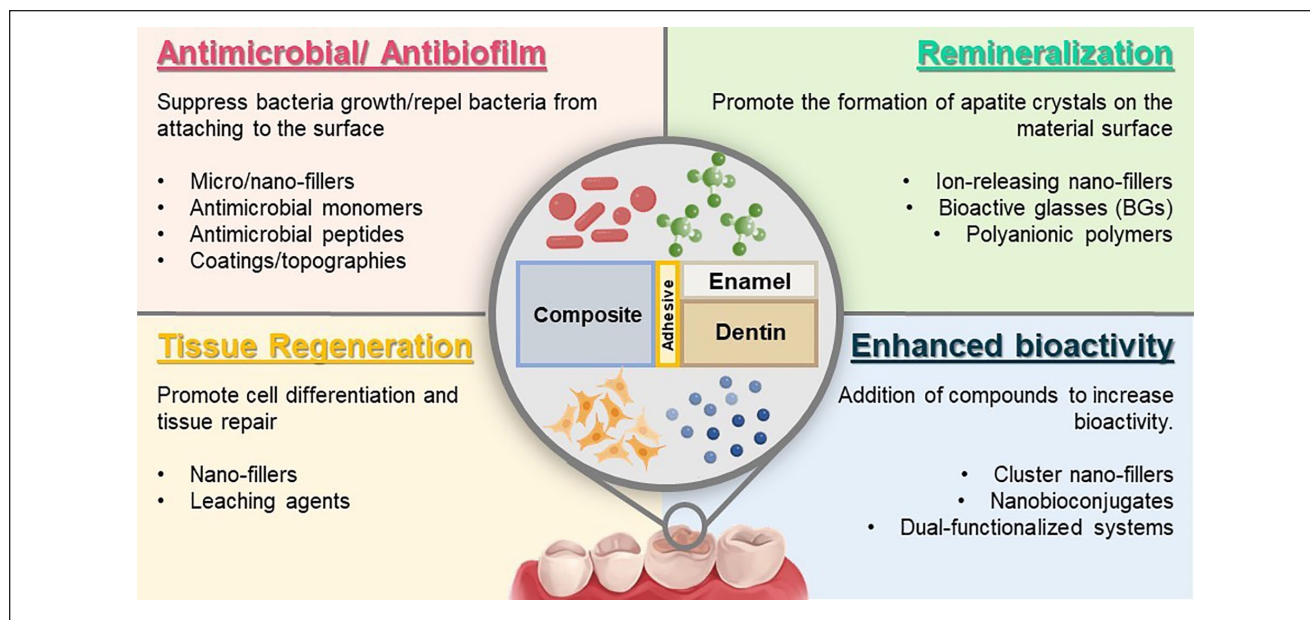 Antimicrobial/ Antibiofilm
Suppress bacteria growth/repel bacteria from
attaching to the surface
• Micro/nano-fillers
• Antimicrobial monomers
• Antimicrobial peptides
• Coatings/topographies
Remineralization
Promote the formation of apatite crystals on the
material surface
• Ion-releasing nano-fillers
• Bioactive glasses (BGs)
• Polyanionic polymers
Composite
Adhesive
Enamel
Dentin
Tissue Regeneration
Promote cell differentiation and
tissue repair
• Nano-fillers
• Leaching agents
Enhanced bioactivity
Addition of compounds to increase
bioactivity.
• Cluster nano-fillers
• Nanobioconjugates
• Dual-functionalized systems